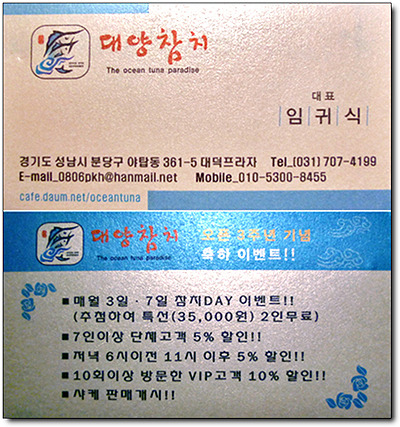 대양참치
The ocean tuna paradise
대표
임귀식
경기도 성남시 분당구 야탑동 361-5 대덕프라자 Tel_(031) 707-4199
E-mail_0806pkh@hanmail.net Mobile_010-5300-8455
cafe.daum.net/oceantuna
대양참치 오픈 3주년 기념
The ocean tuna paradise 축하 이벤트!!
■ 매월 3일 · 7일 참치DAY 이벤트!!
(추첨하여 특선(35,000원) 2인무료)
■ 7인이상 단체고객 5% 할인!!
■ 저녁 6시이전 11시 이후 5% 할인!!
■ 10회이상 방문한 VIP고객 10% 할인!!
■ 사케 판매개시!!